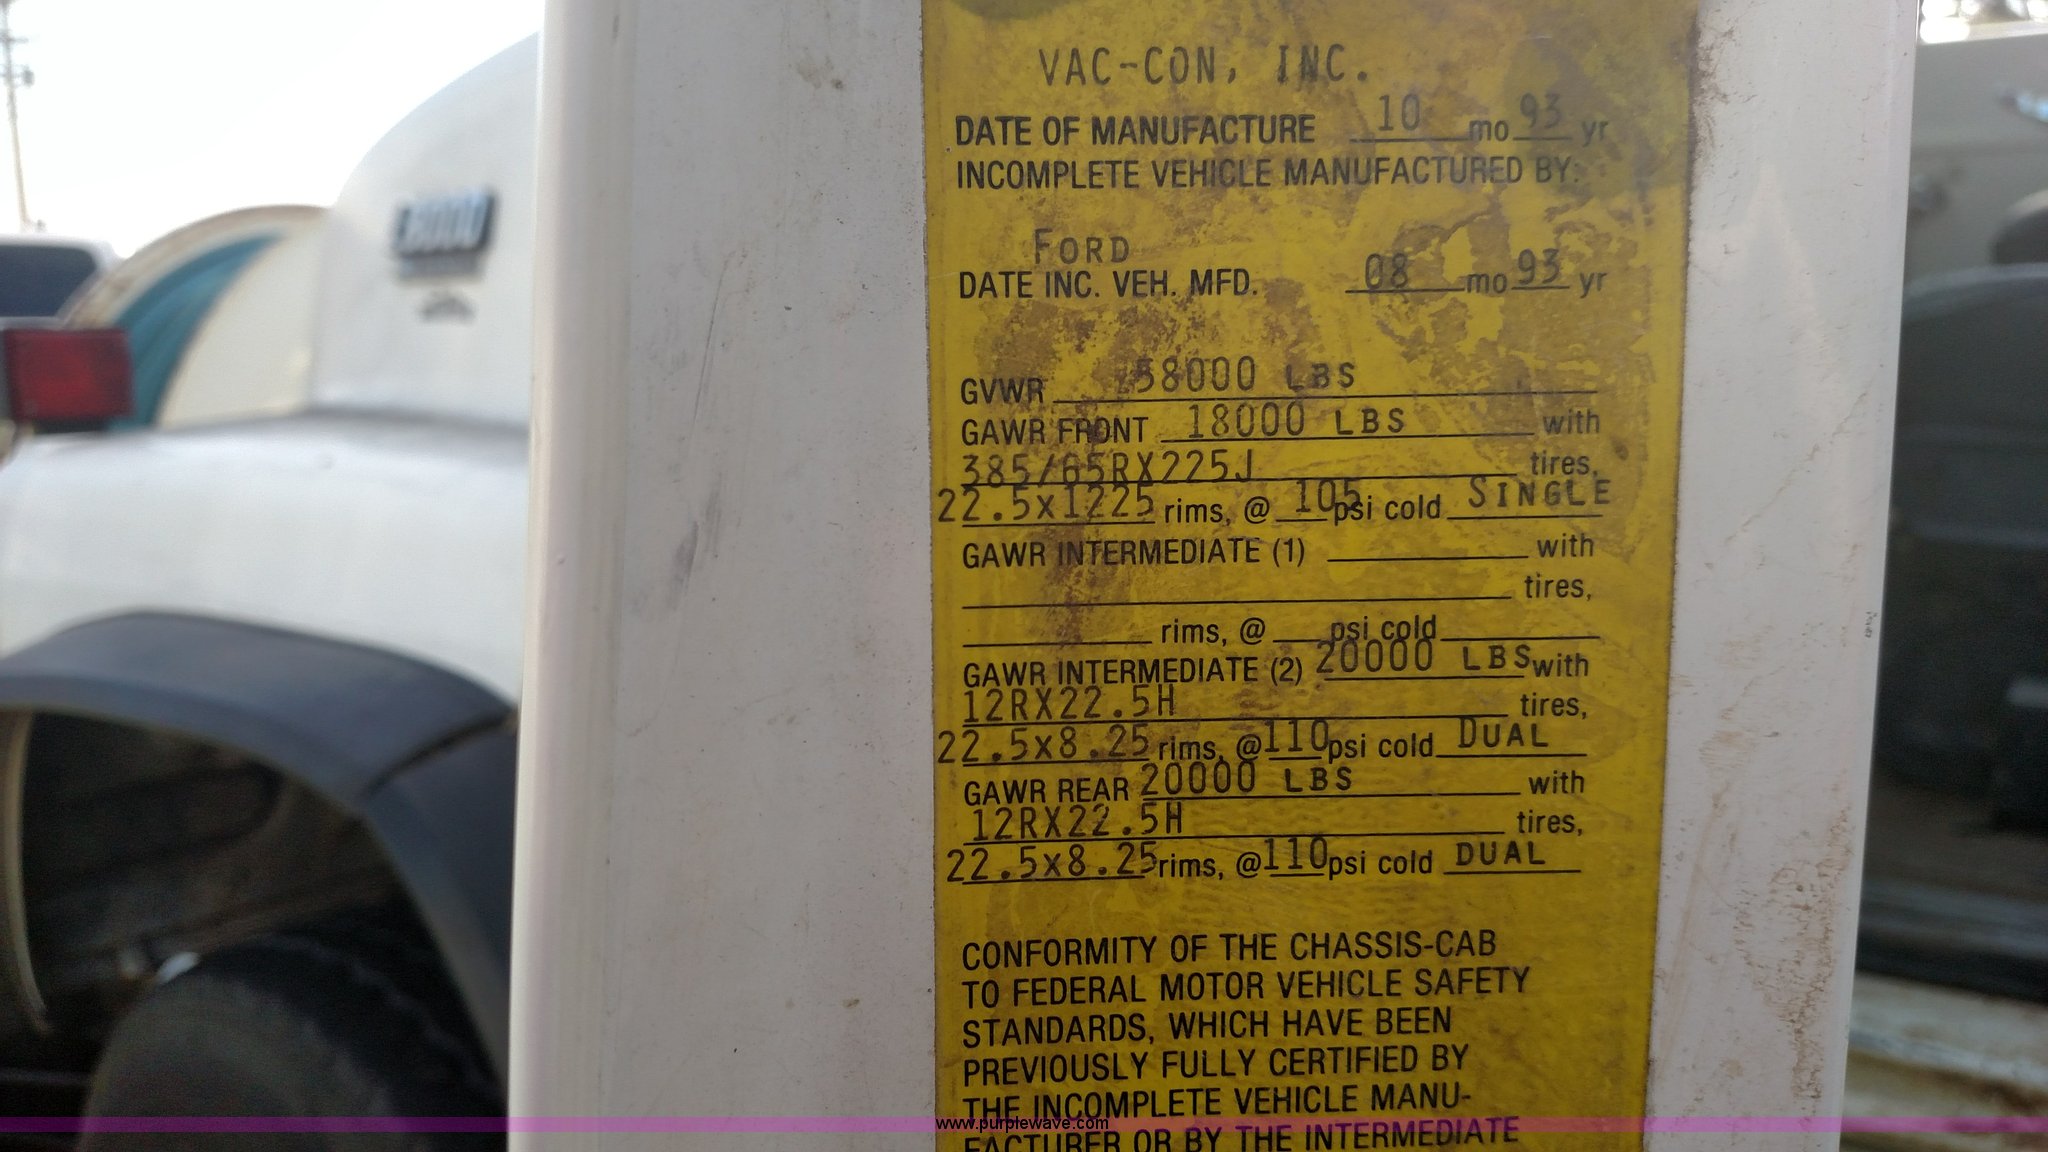 VAC-CON, INC.
DATE OF MANUFACTURE 10 mo 93 yr
INCOMPLETE VEHICLE MANUFACTURED BY:
FORD
DATE INC. VEH. MFD. 08 mo 93 yr
GVWR 58000 LBS
GAWR FRONT 18000 LBS with
385/65RX225J tires,
22.5x1225 rims, @ 105 psi cold SINGLE
GAWR INTERMEDIATE (1) with
tires,
rims, @ psi cold
GAWR INTERMEDIATE (2) 20000 LBS with
12RX22.5H tires,
22.5x8.25 rims, @ 110 psi cold DUAL
GAWR REAR 20000 LBS with
12RX22.5H tires,
22.5x8.25 rims, @ 110 psi cold DUAL
CONFORMITY OF THE CHASSIS-CAB
TO FEDERAL MOTOR VEHICLE SAFETY
STANDARDS, WHICH HAVE BEEN
PREVIOUSLY FULLY CERTIFIED BY
THE INCOMPLETE VEHICLE MANU-
FACTURER OR BY THE INTERMEDIATE
www.purplewave.com